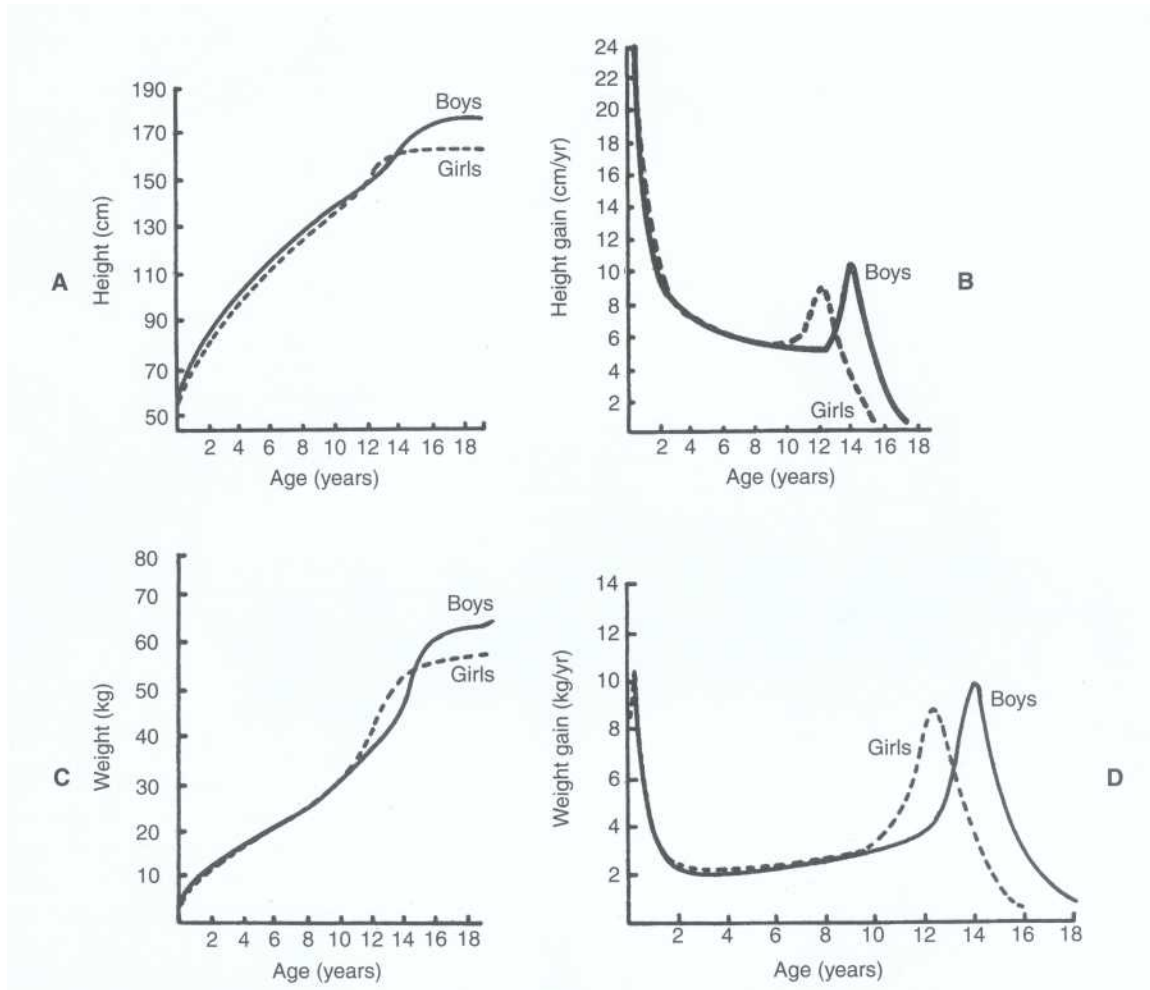 190
170
150
130
110
90
70
50
Height (cm)
A
Boys
Girls
2 4 6 8 10 12 14 16 18
Age (years)
24
22
20
18
16
14
12
10
8
6
4
2
Height gain (cm/yr)
Boys
Girls
B
2 4 6 8 10 12 14 16 18
Age (years)
80
70
60
50
40
30
20
10
Weight (kg)
C
Boys
Girls
2 4 6 8 10 12 14 16 18
Age (years)
14
12
10
8
6
4
2
Weight gain (kg/yr)
Girls
Boys
D
2 4 6 8 10 12 14 16 18
Age (years)